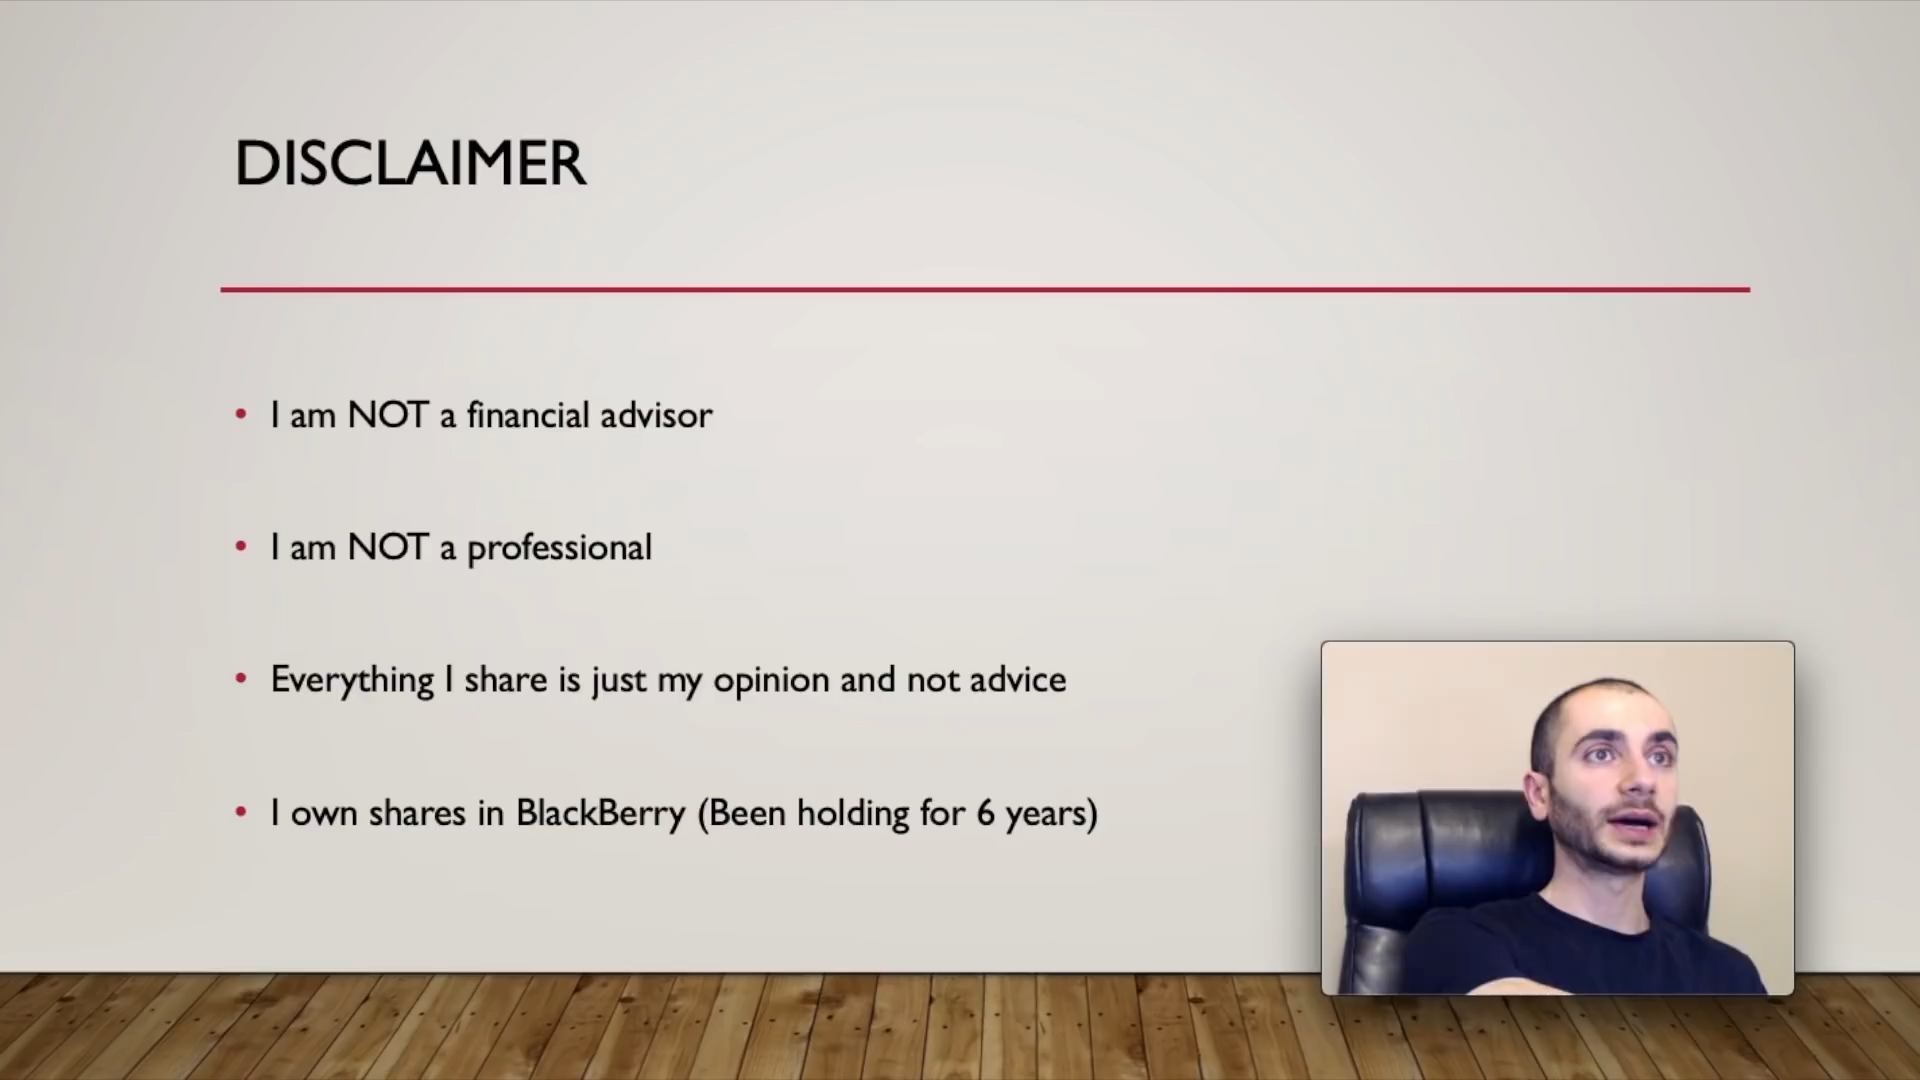 DISCLAIMER
• I am NOT a financial advisor
• I am NOT a professional
• Everything I share is just my opinion and not advice
• I own shares in BlackBerry (Been holding for 6 years)